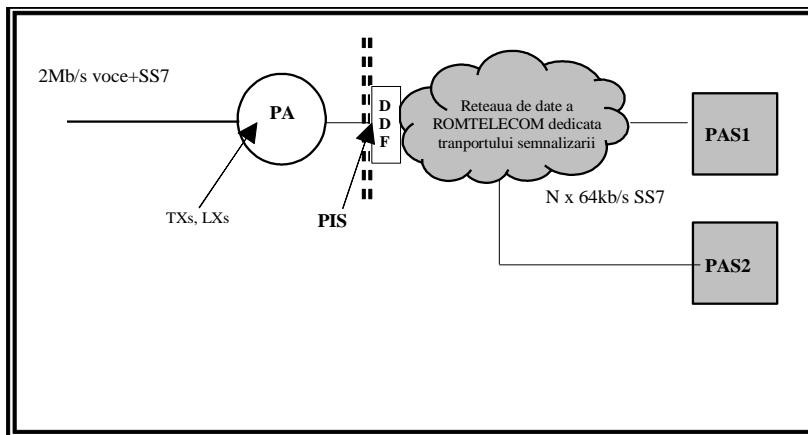 2Mb/s voce+SS7
PA
D
D
F
Reteaua de date a
ROMTELECOM dedicata
tranportului semnalizarii
PAS1
TXs, LXs
PIS
N x 64kb/s SS7
PAS2